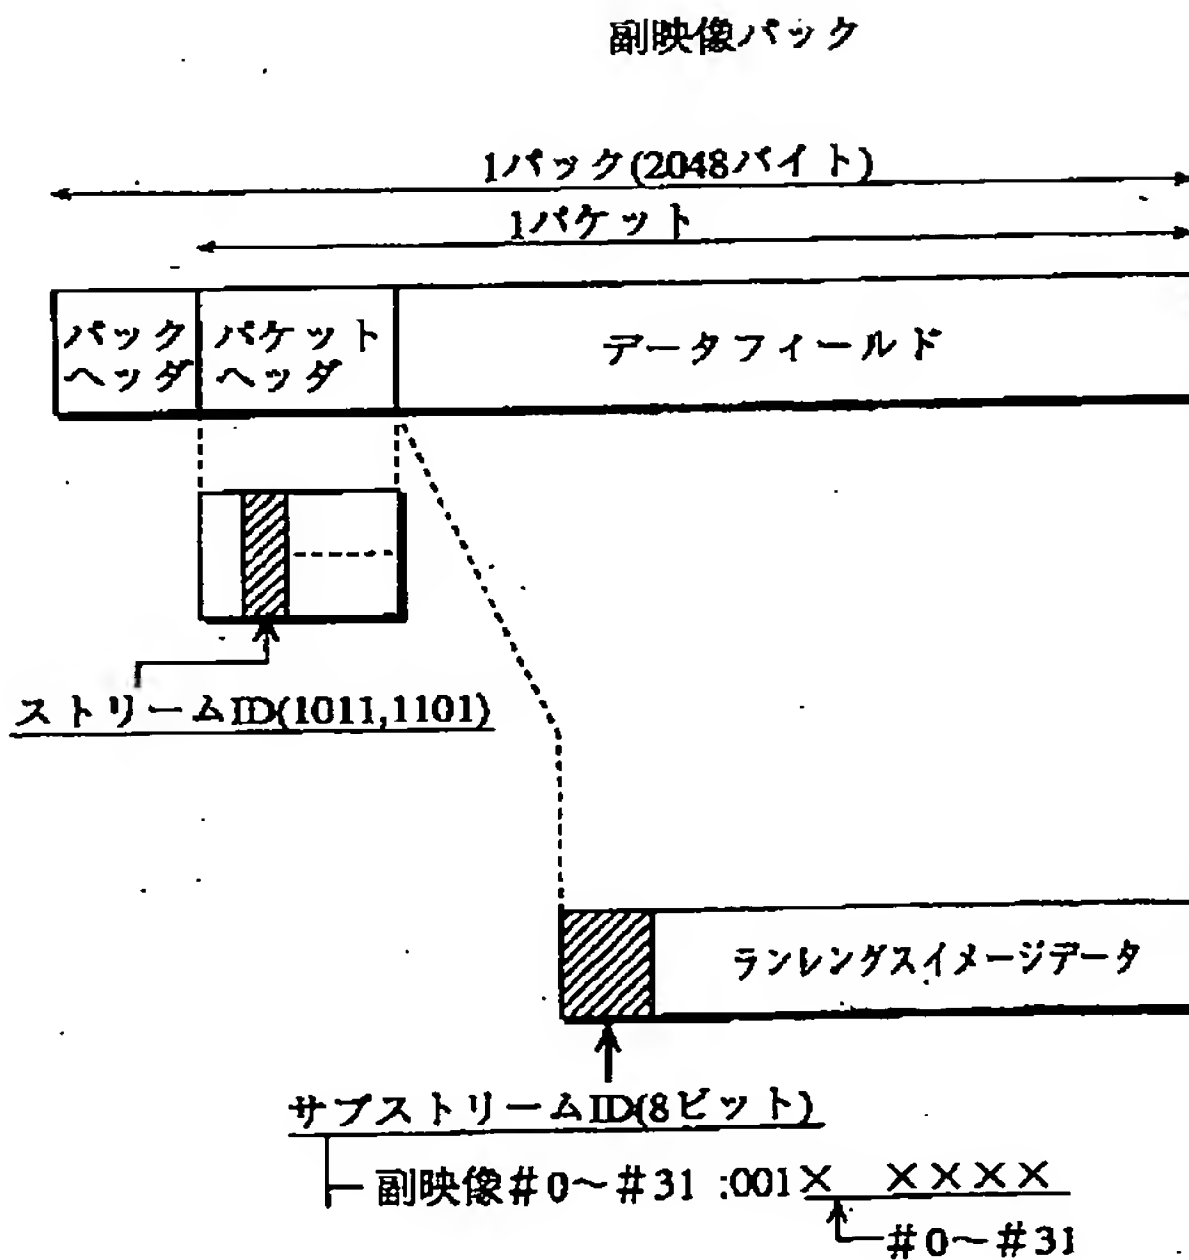 副映像パック
1パック(2048バイト)
1パケット
パック
ヘッダ
パケット
ヘッダ
データフィールド
ストリームID(1011,1101)
ランレングスイメージデータ
サブストリームID(8ビット)
副映像#0～#31 :001× ××××
#0～#31